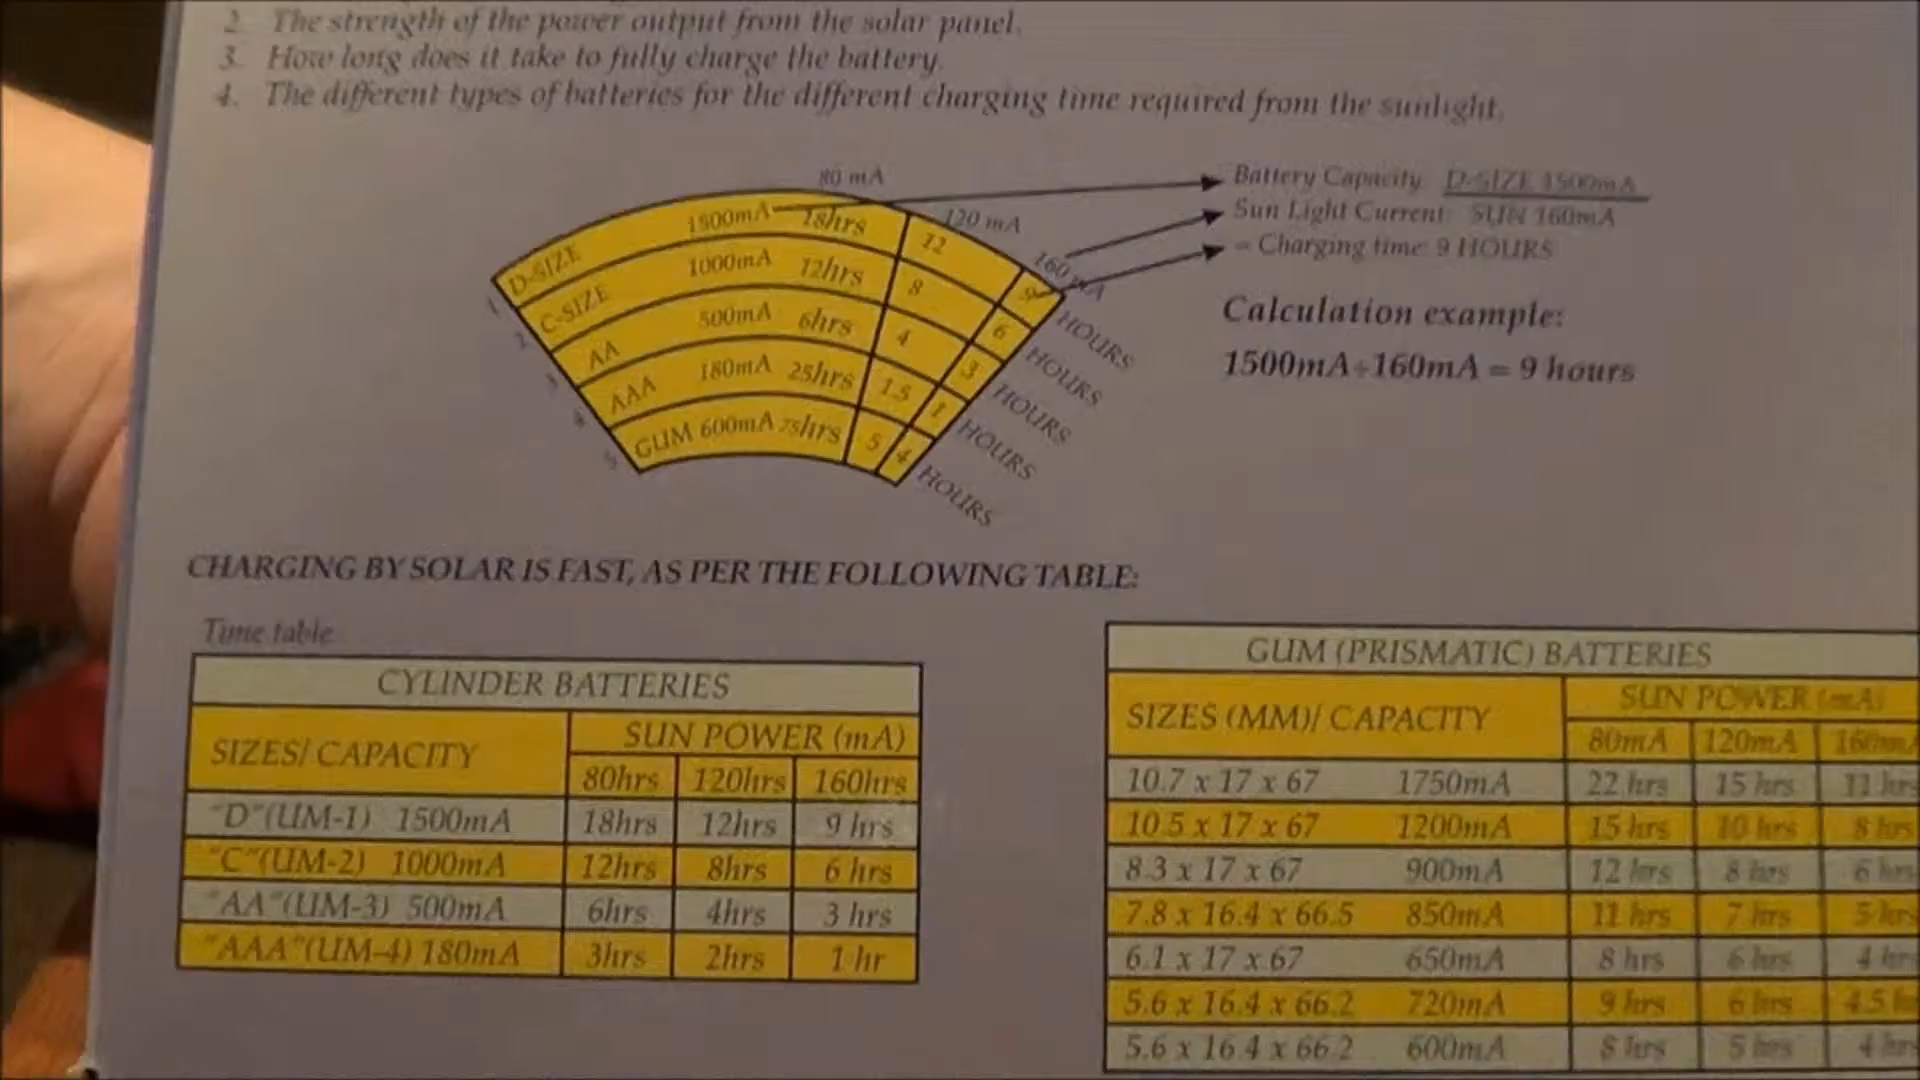 2. The strength of the power output from the solar panel.
3. How long does it take to fully charge the battery.
4. The different types of batteries for the different charging time required from the sunlight.
80 mA
120 mA
160 mA
Battery Capacity: D-SIZE 1500mA
Sun Light Current: SUN 160mA
= Charging time: 9 HOURS
1 D-SIZE 1500mA 18hrs 12 9 HOURS
2 C-SIZE 1000mA 12hrs 8 6 HOURS
3 AA 500mA 6hrs 4 3 HOURS
4 AAA 180mA 25hrs 1.5 1 HOURS
5 GUM 600mA 75hrs 5 4 HOURS
Calculation example:
1500mA÷160mA = 9 hours
CHARGING BY SOLAR IS FAST, AS PER THE FOLLOWING TABLE:
Time table
CYLINDER BATTERIES
SIZES/ CAPACITY SUN POWER (mA)
80hrs 120hrs 160hrs
"D"(UM-1) 1500mA 18hrs 12hrs 9 hrs
"C"(UM-2) 1000mA 12hrs 8hrs 6 hrs
"AA"(UM-3) 500mA 6hrs 4hrs 3 hrs
"AAA"(UM-4) 180mA 3hrs 2hrs 1 hr
GUM (PRISMATIC) BATTERIES
SIZES (MM)/ CAPACITY SUN POWER (mA)
80mA 120mA 160mA
10.7 x 17 x 67 1750mA 22 hrs 15 hrs 11 hrs
10.5 x 17 x 67 1200mA 15 hrs 10 hrs 8 hrs
8.3 x 17 x 67 900mA 12 hrs 8 hrs 6 hrs
7.8 x 16.4 x 66.5 850mA 11 hrs 7 hrs 5 hrs
6.1 x 17 x 67 650mA 8 hrs 6 hrs 4 hrs
5.6 x 16.4 x 66.2 720mA 9 hrs 6 hrs 4.5 h
5.6 x 16.4 x 66.2 600mA 8 hrs 5 hrs 4 hrs